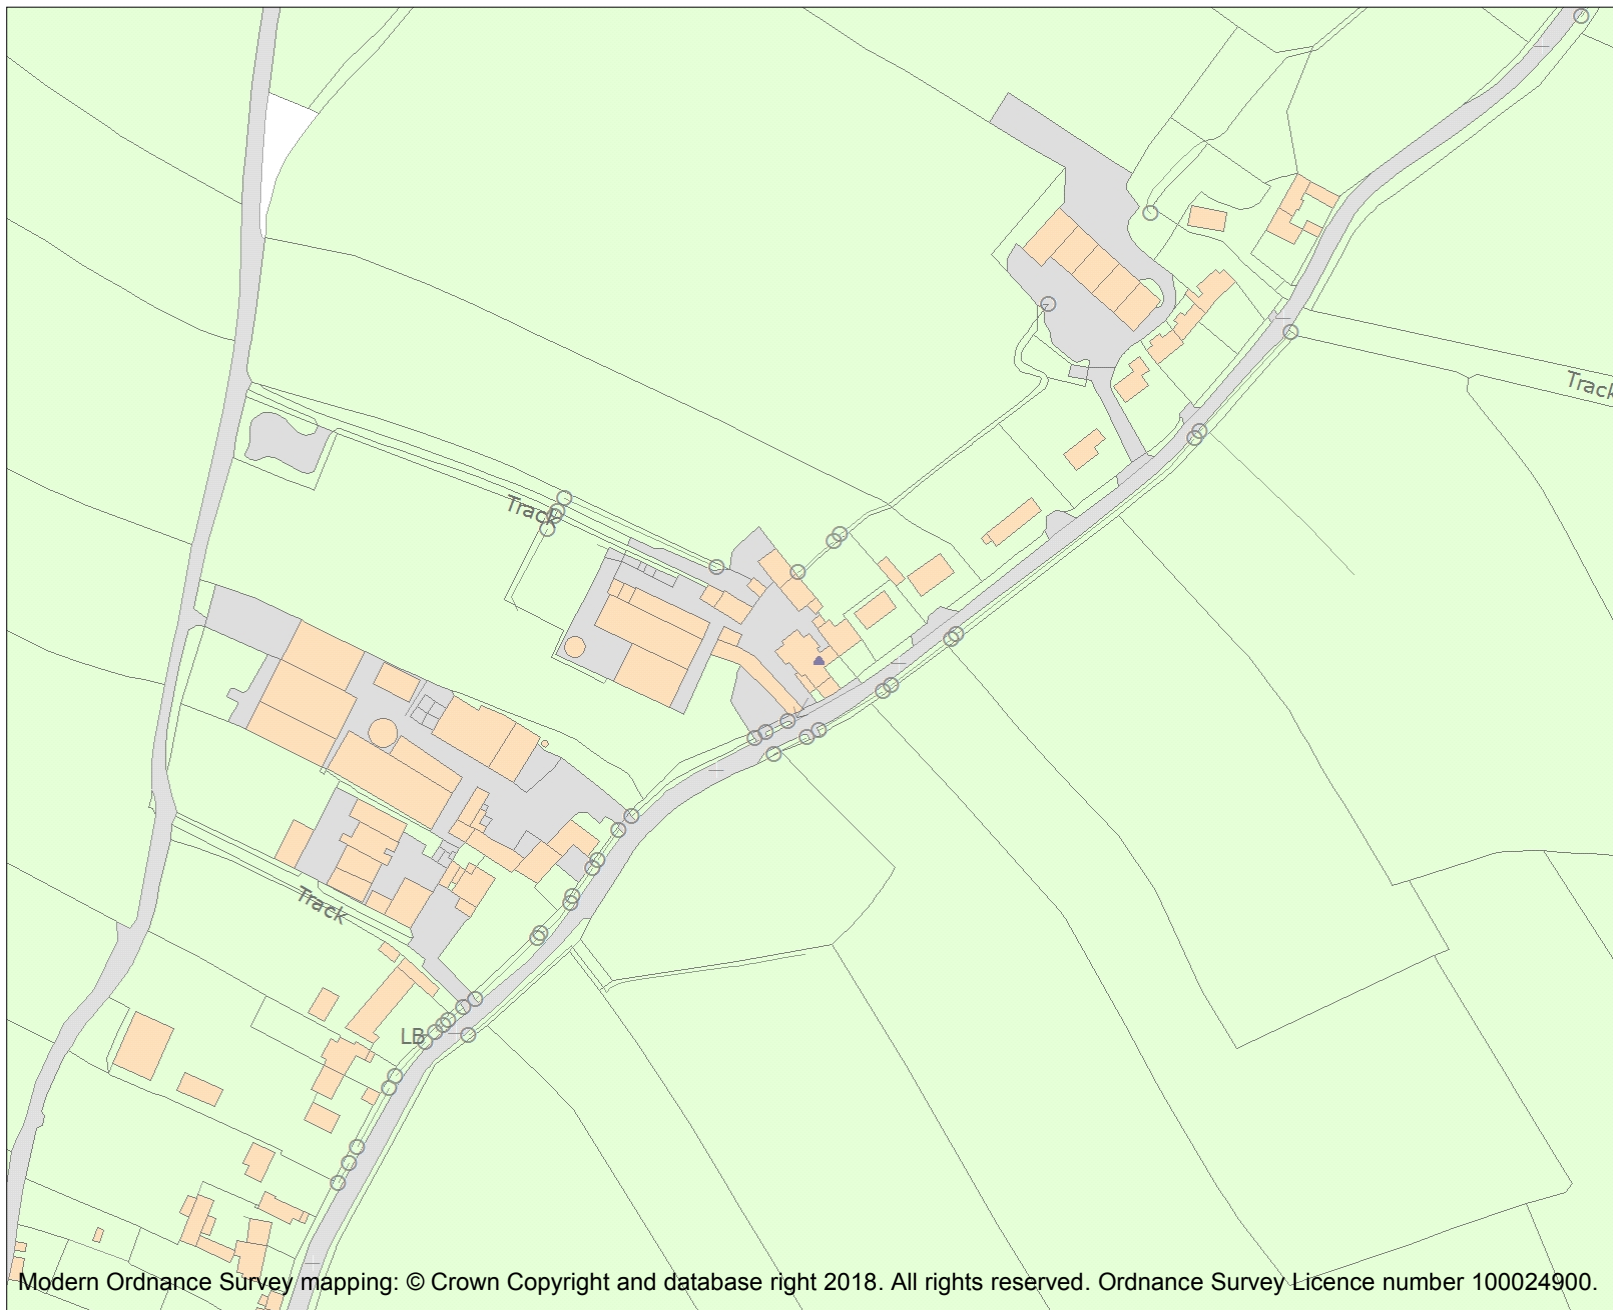 Track
Track
Track
LB
Modern Ordnance Survey mapping: © Crown Copyright and database right 2018. All rights reserved. Ordnance Survey Licence number 100024900.